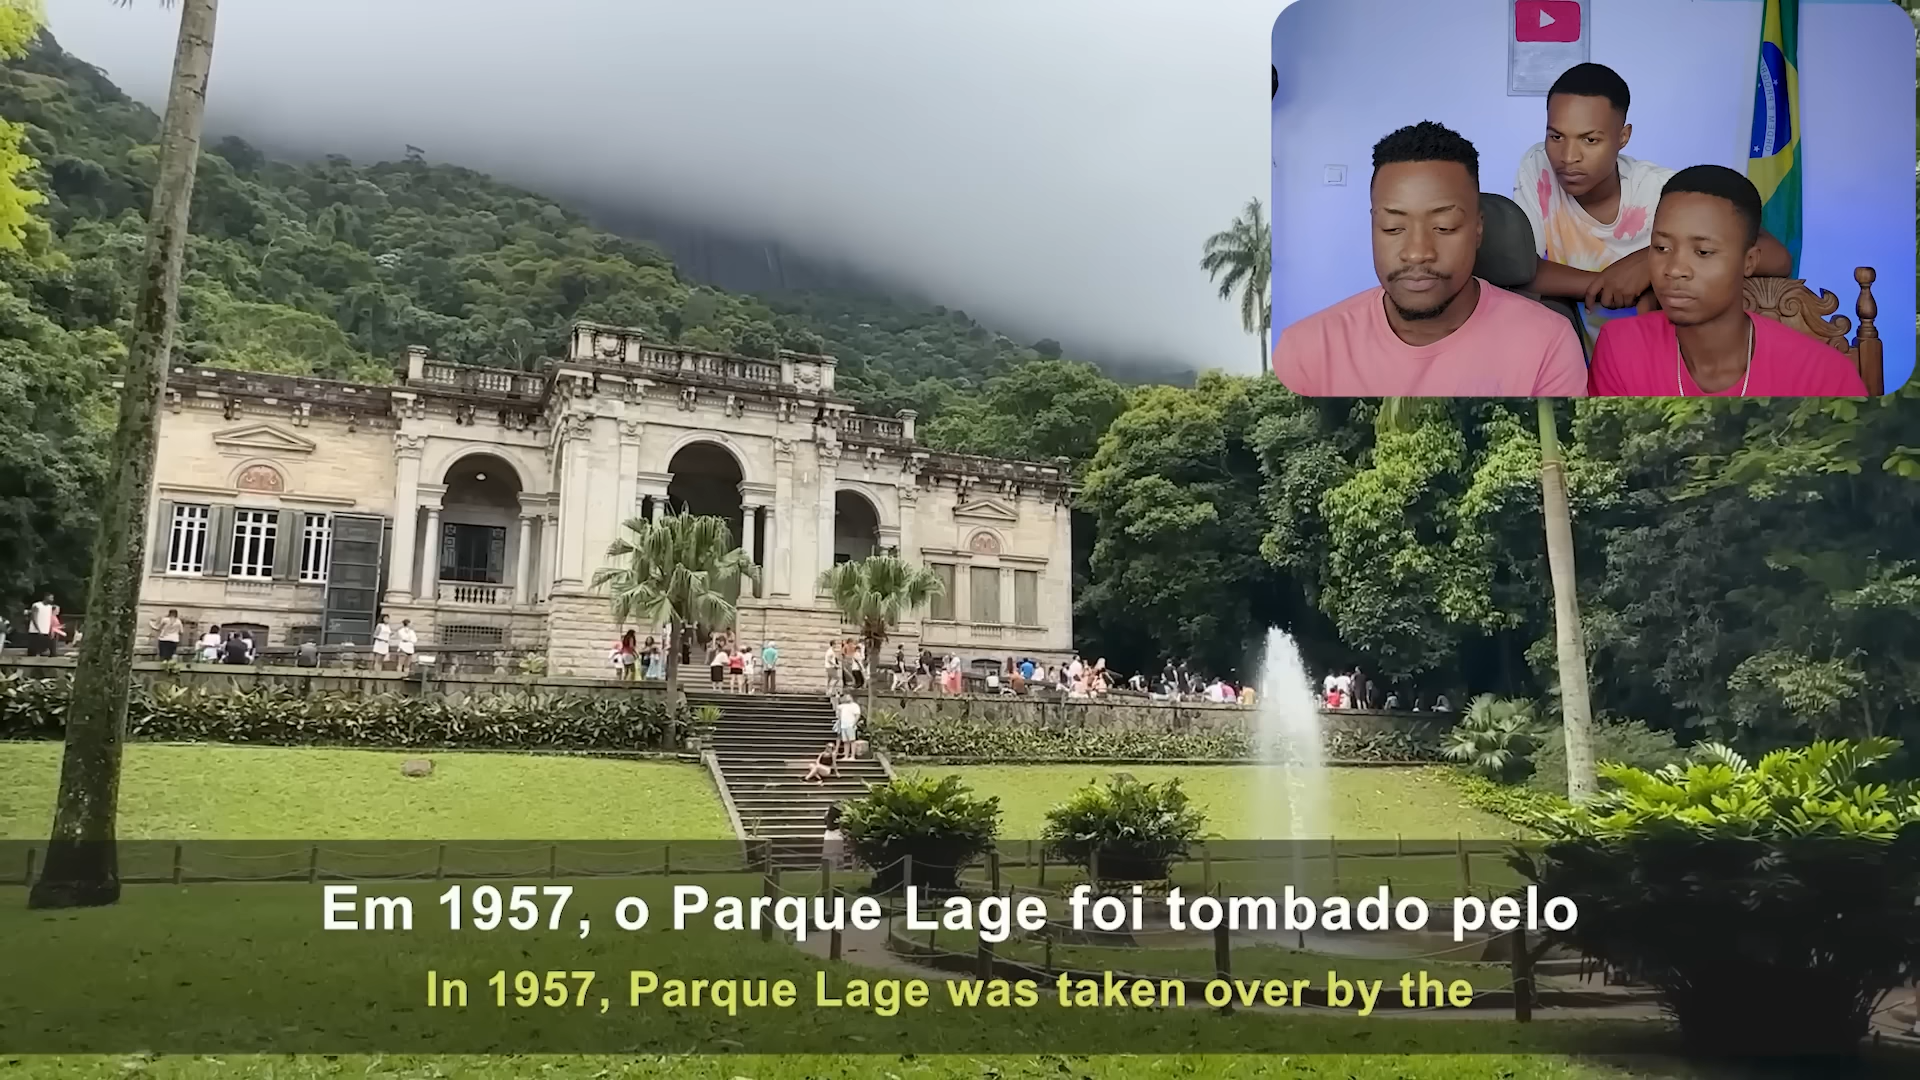 Em 1957, o Parque Lage foi tombado pelo
In 1957, Parque Lage was taken over by the